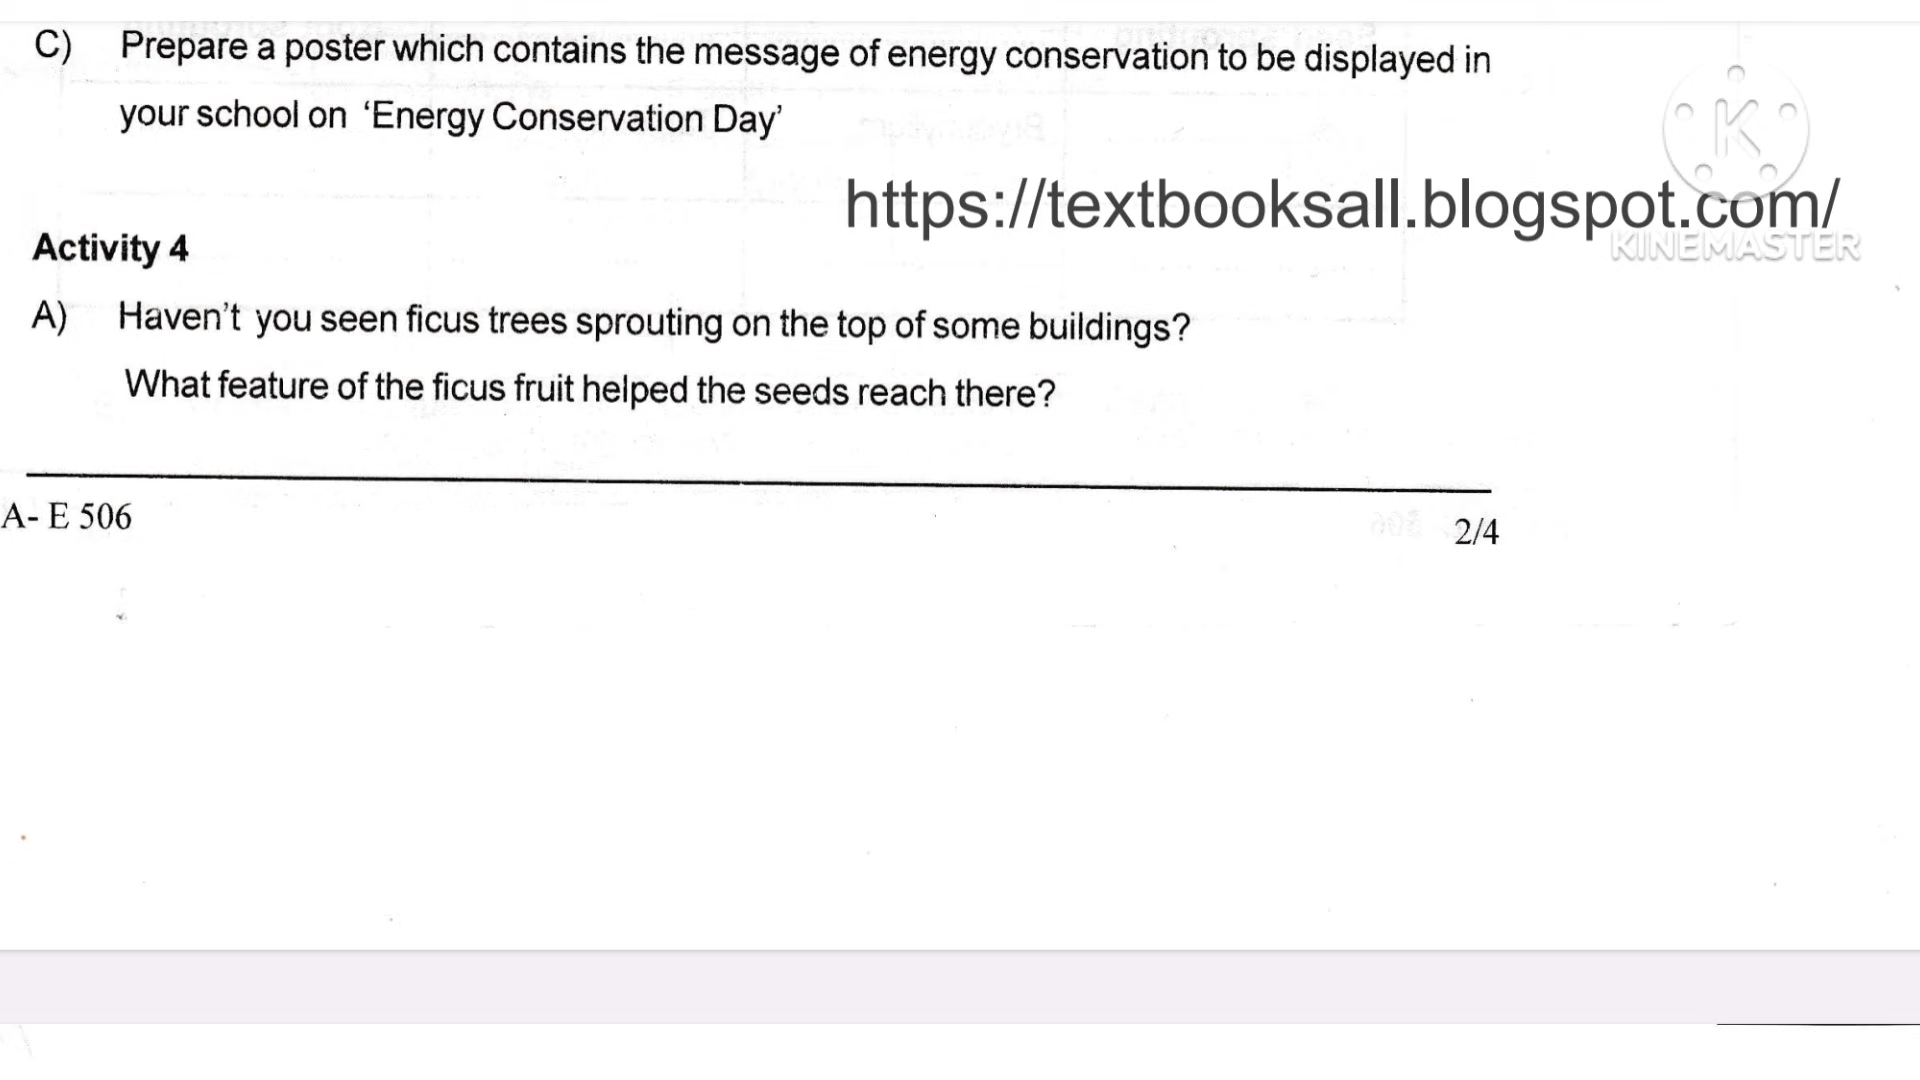 C) Prepare a poster which contains the message of energy conservation to be displayed in
your school on ‘Energy Conservation Day’
https://textbooksall.blogspot.com/
K
KINEMASTER
Activity 4
A) Haven’t you seen ficus trees sprouting on the top of some buildings?
What feature of the ficus fruit helped the seeds reach there?
A- E 506
2/4